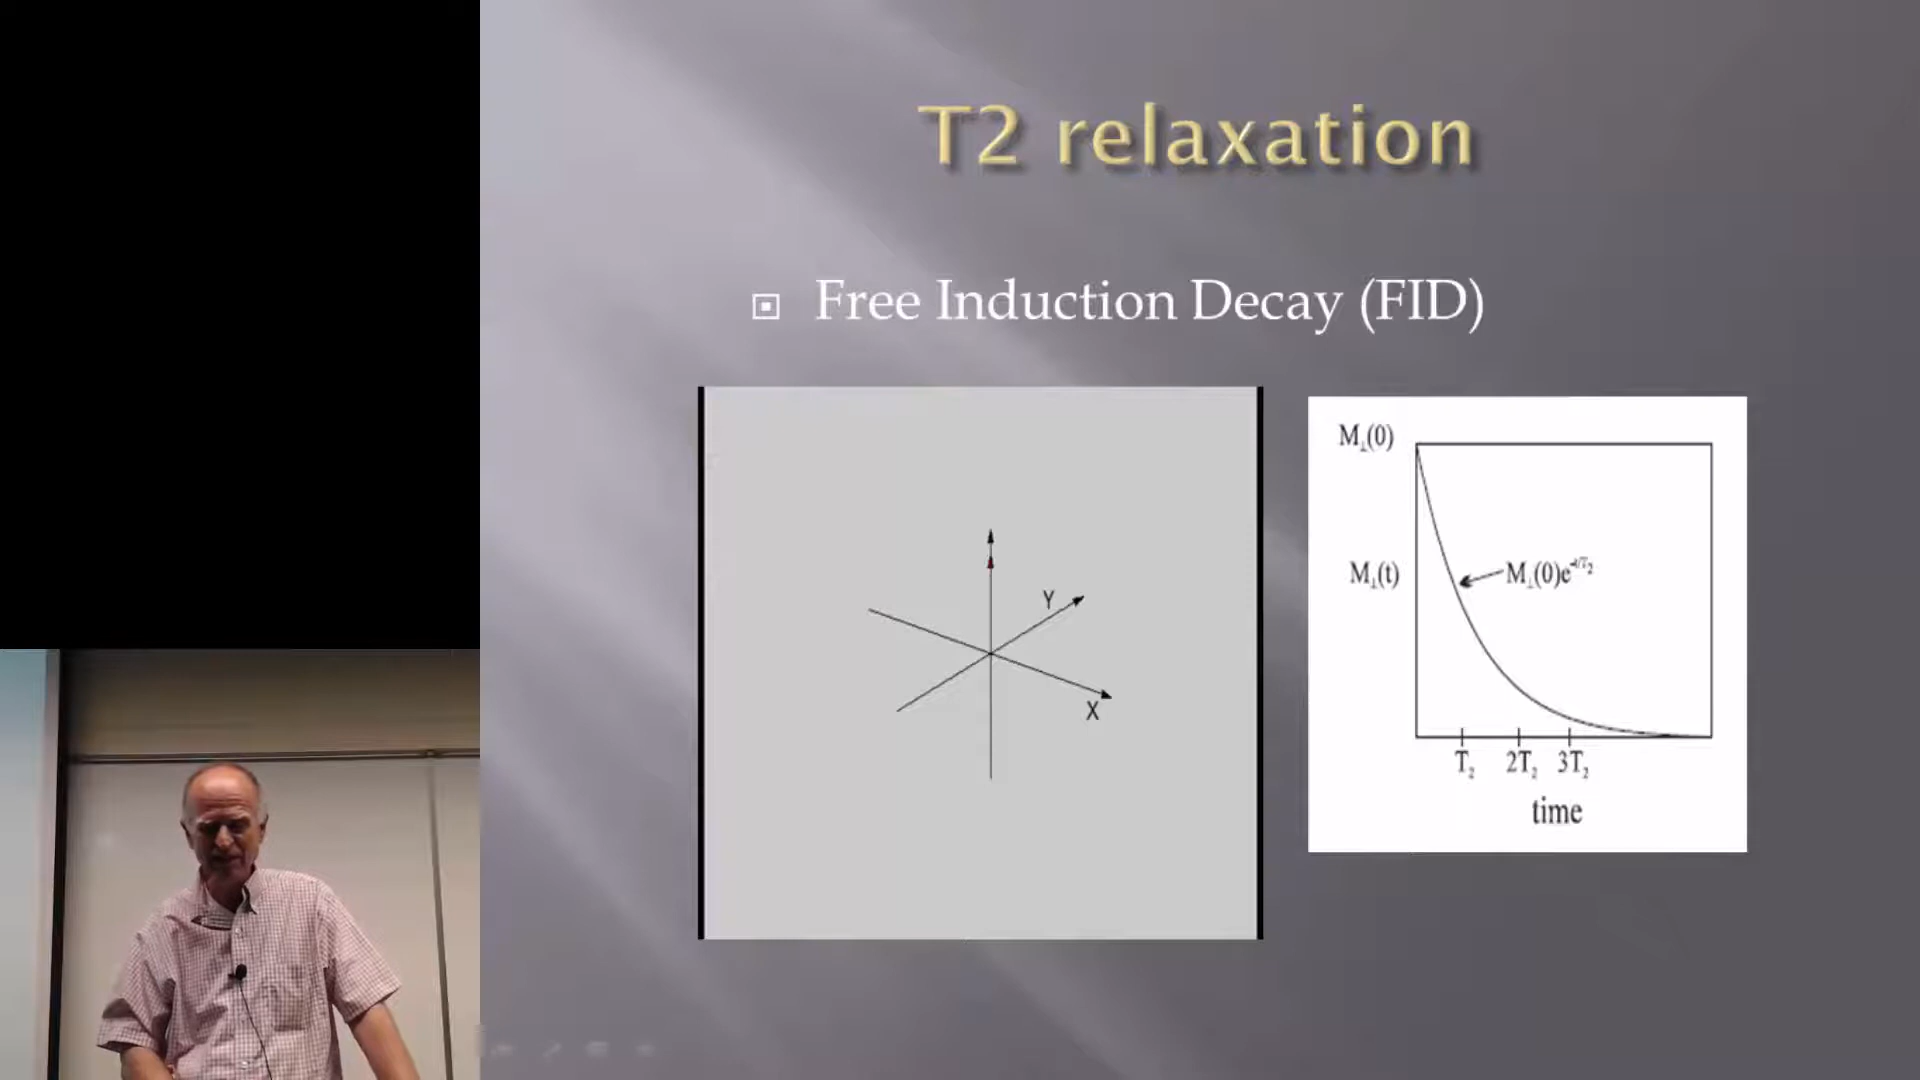 T2 relaxation
Free Induction Decay (FID)
Y
X
M⊥(0)
M⊥(t)
M⊥(0)e^-t/T₂
T₂ 2T₂ 3T₂
time